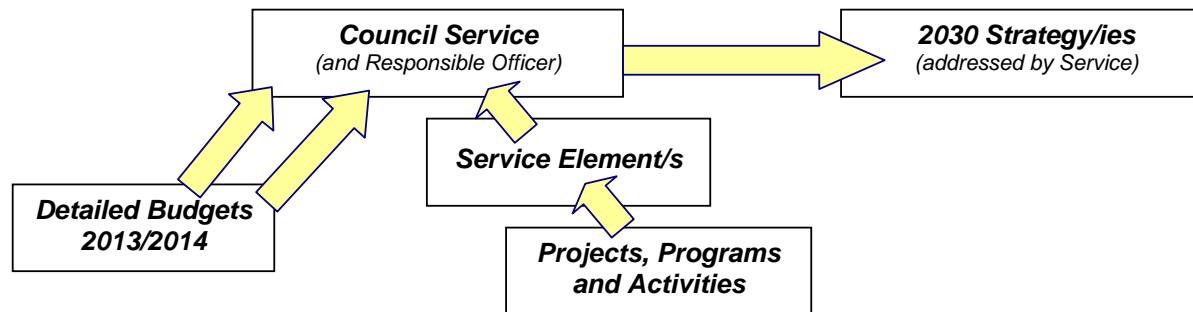 Council Service
(and Responsible Officer)
2030 Strategy/ies
(addressed by Service)
Service Element/s
Detailed Budgets
2013/2014
Projects, Programs
and Activities